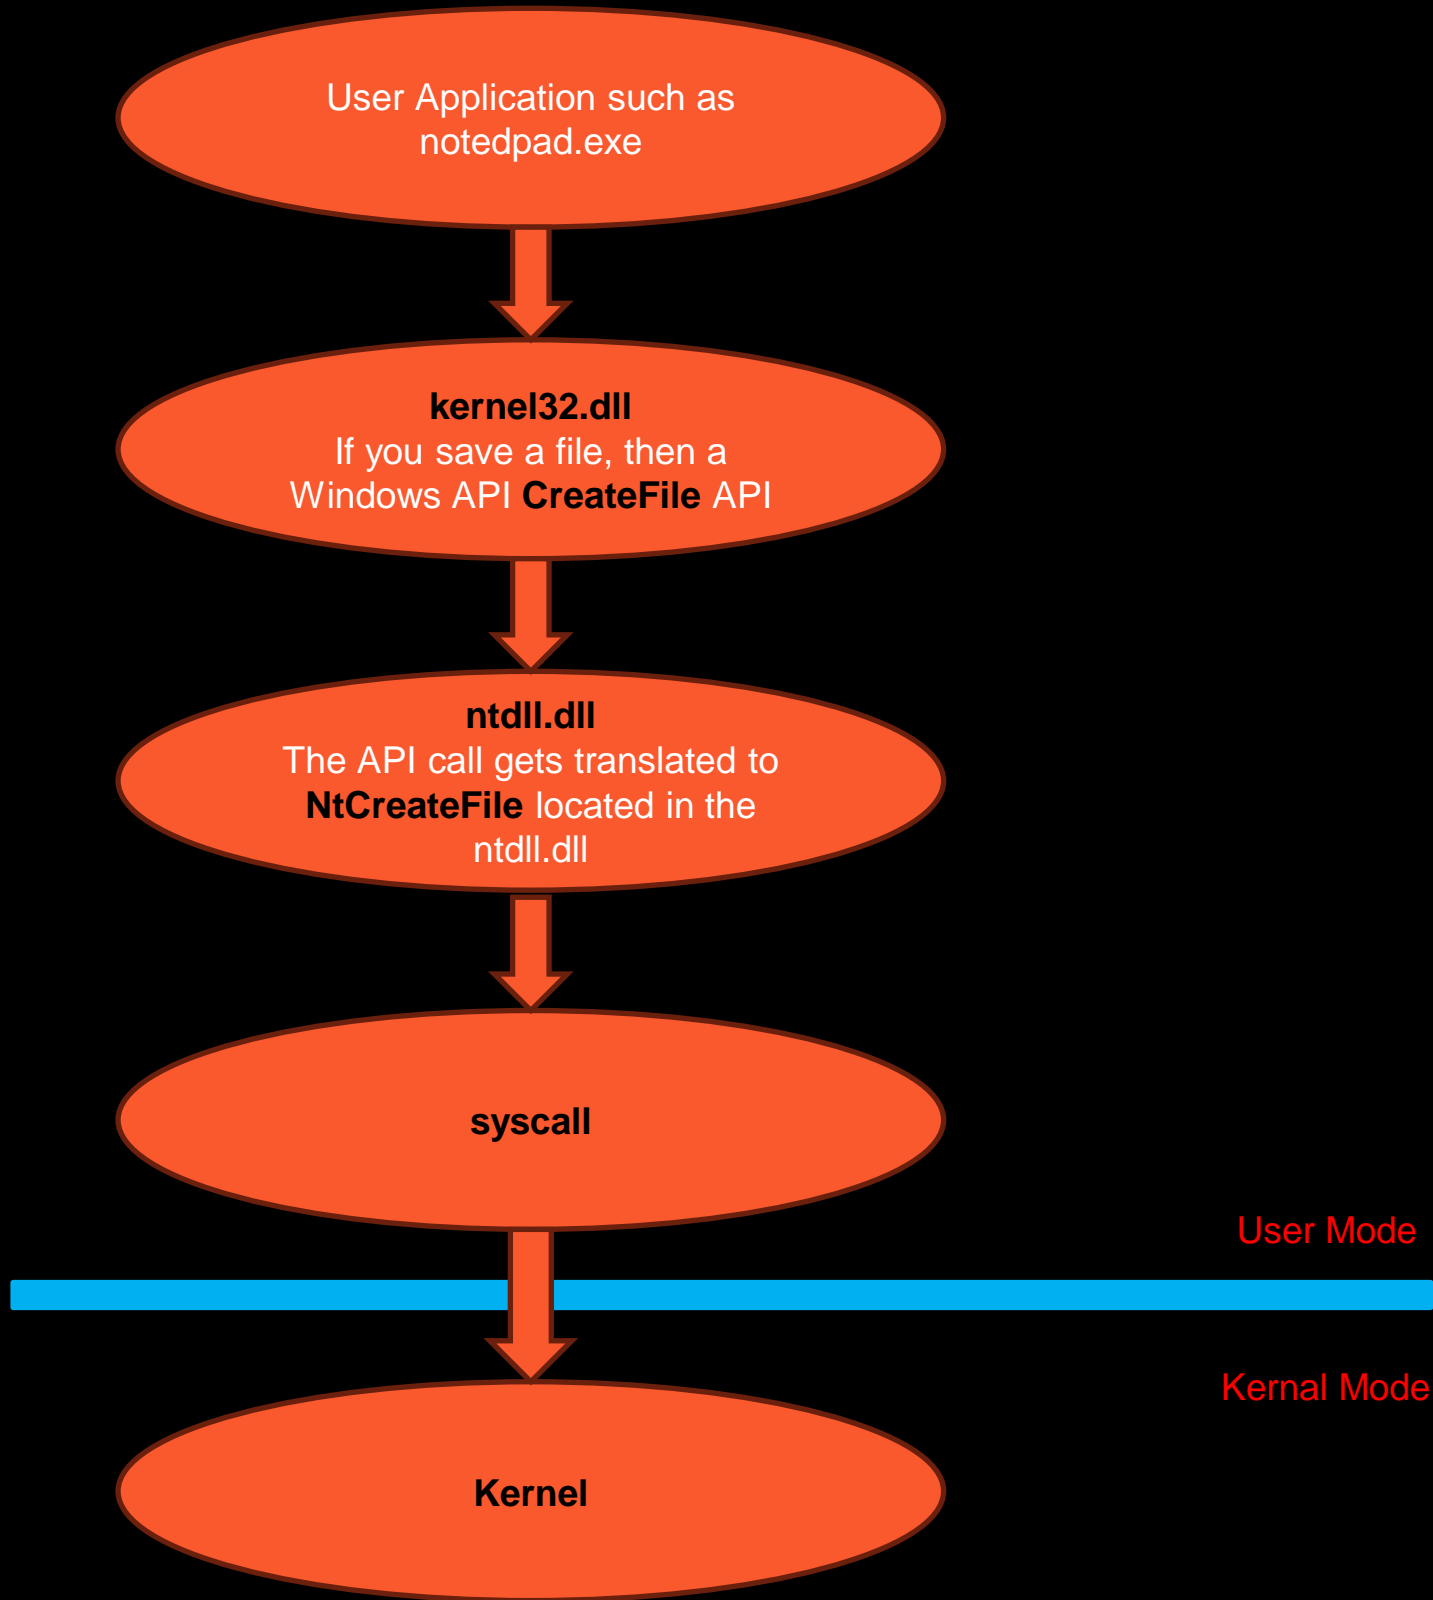 User Application such as
notedpad.exe
kernel32.dll
If you save a file, then a
Windows API CreateFile API
ntdll.dll
The API call gets translated to
NtCreateFile located in the
ntdll.dll
syscall
User Mode
Kernal Mode
Kernel